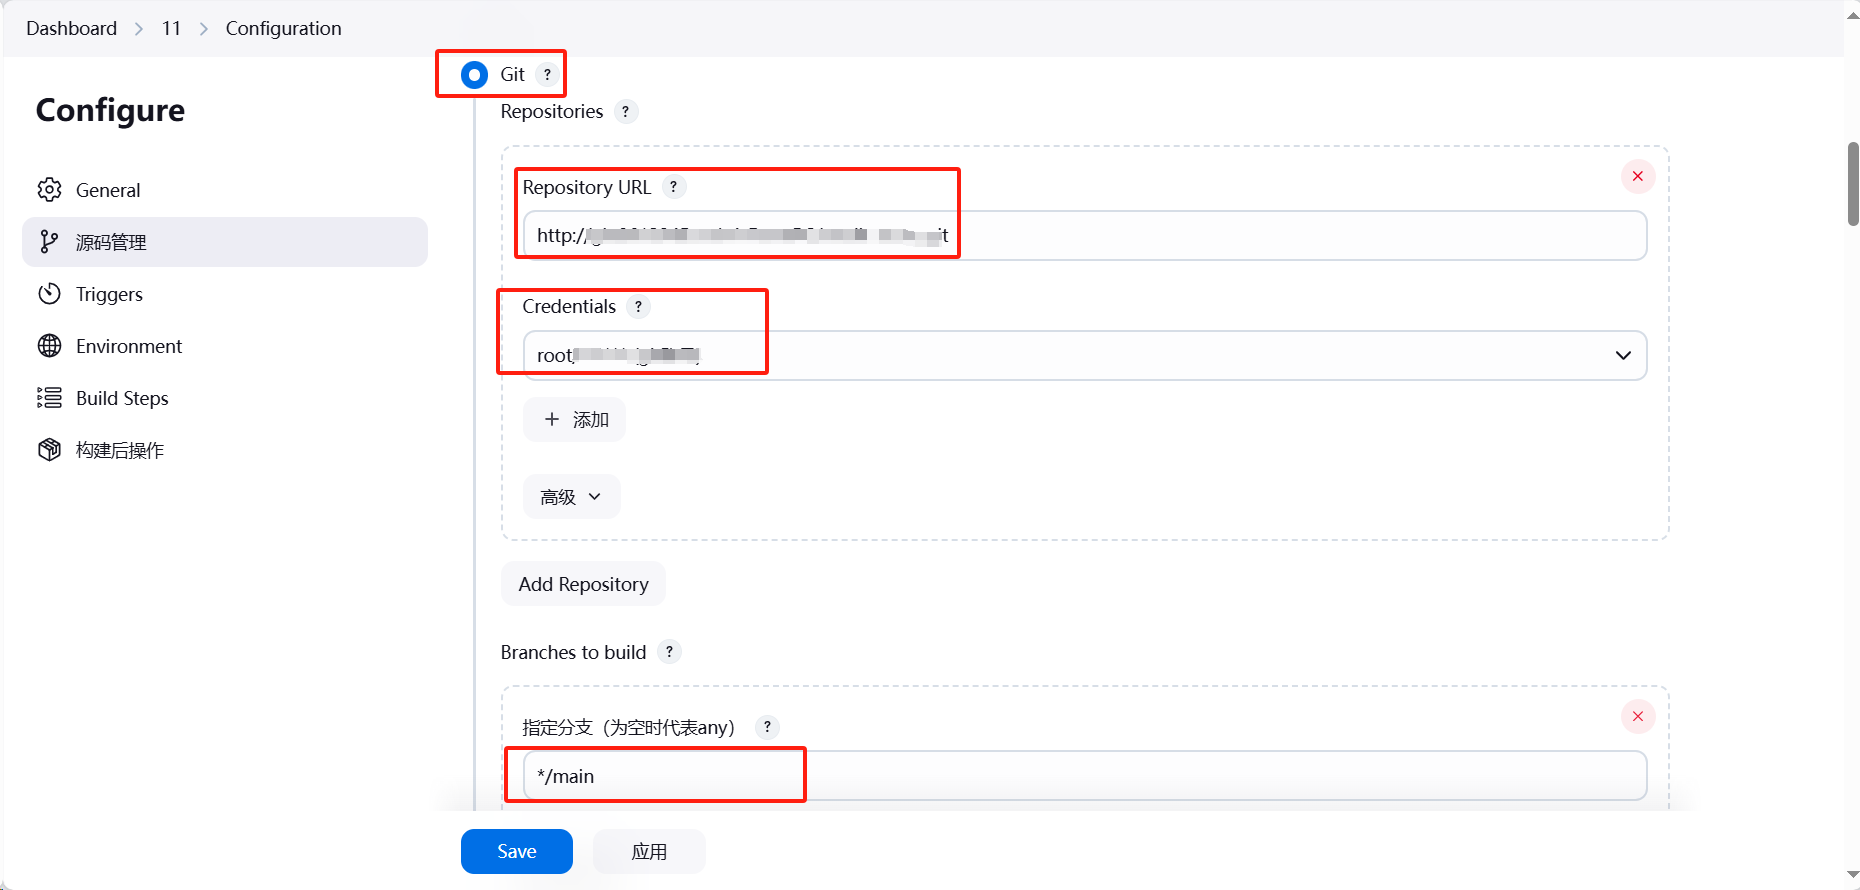 Dashboard > 11 > Configuration
Configure
General
源码管理
Triggers
Environment
Build Steps
构建后操作
Git ?
Repositories ?
Repository URL ?
http://
Credentials ?
root
+ 添加
高级
Add Repository
Branches to build ?
指定分支（为空时代表any） ?
*/main
Save
应用